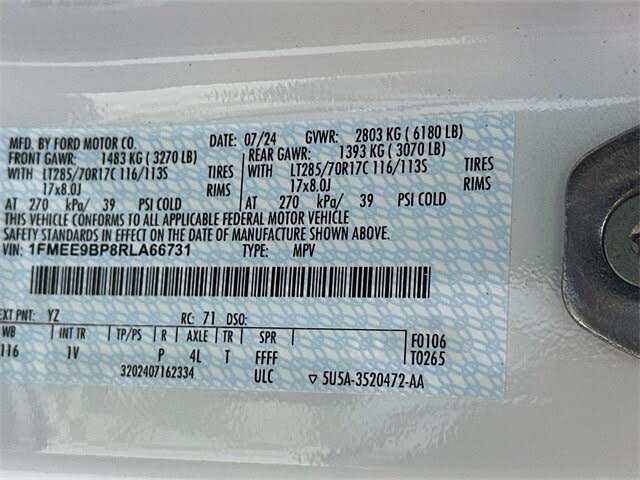 MFD. BY FORD MOTOR CO. DATE: 07/24 GVWR: 2803 KG ( 6180 LB)
FRONT GAWR: 1483 KG ( 3270 LB) REAR GAWR: 1393 KG ( 3070 LB)
WITH LT285/70R17C 116/113S TIRES WITH LT285/70R17C 116/113S TIRES
17x8.0J RIMS 17x8.0J RIMS
AT 270 kPa/ 39 PSI COLD AT 270 kPa/ 39 PSI COLD
THIS VEHICLE CONFORMS TO ALL APPLICABLE FEDERAL MOTOR VEHICLE
SAFETY STANDARDS IN EFFECT ON THE DATE OF MANUFACTURE SHOWN ABOVE.
VIN: 1FMEE9BP8RLA66731 TYPE: MPV
EXT PNT: YZ RC: 71 DSO:
WB INT TR TP/PS R AXLE TR SPR F0106
116 1V P 4L T FFFF T0265
3202407162334 ULC ▽ 5U5A-3520472-AA